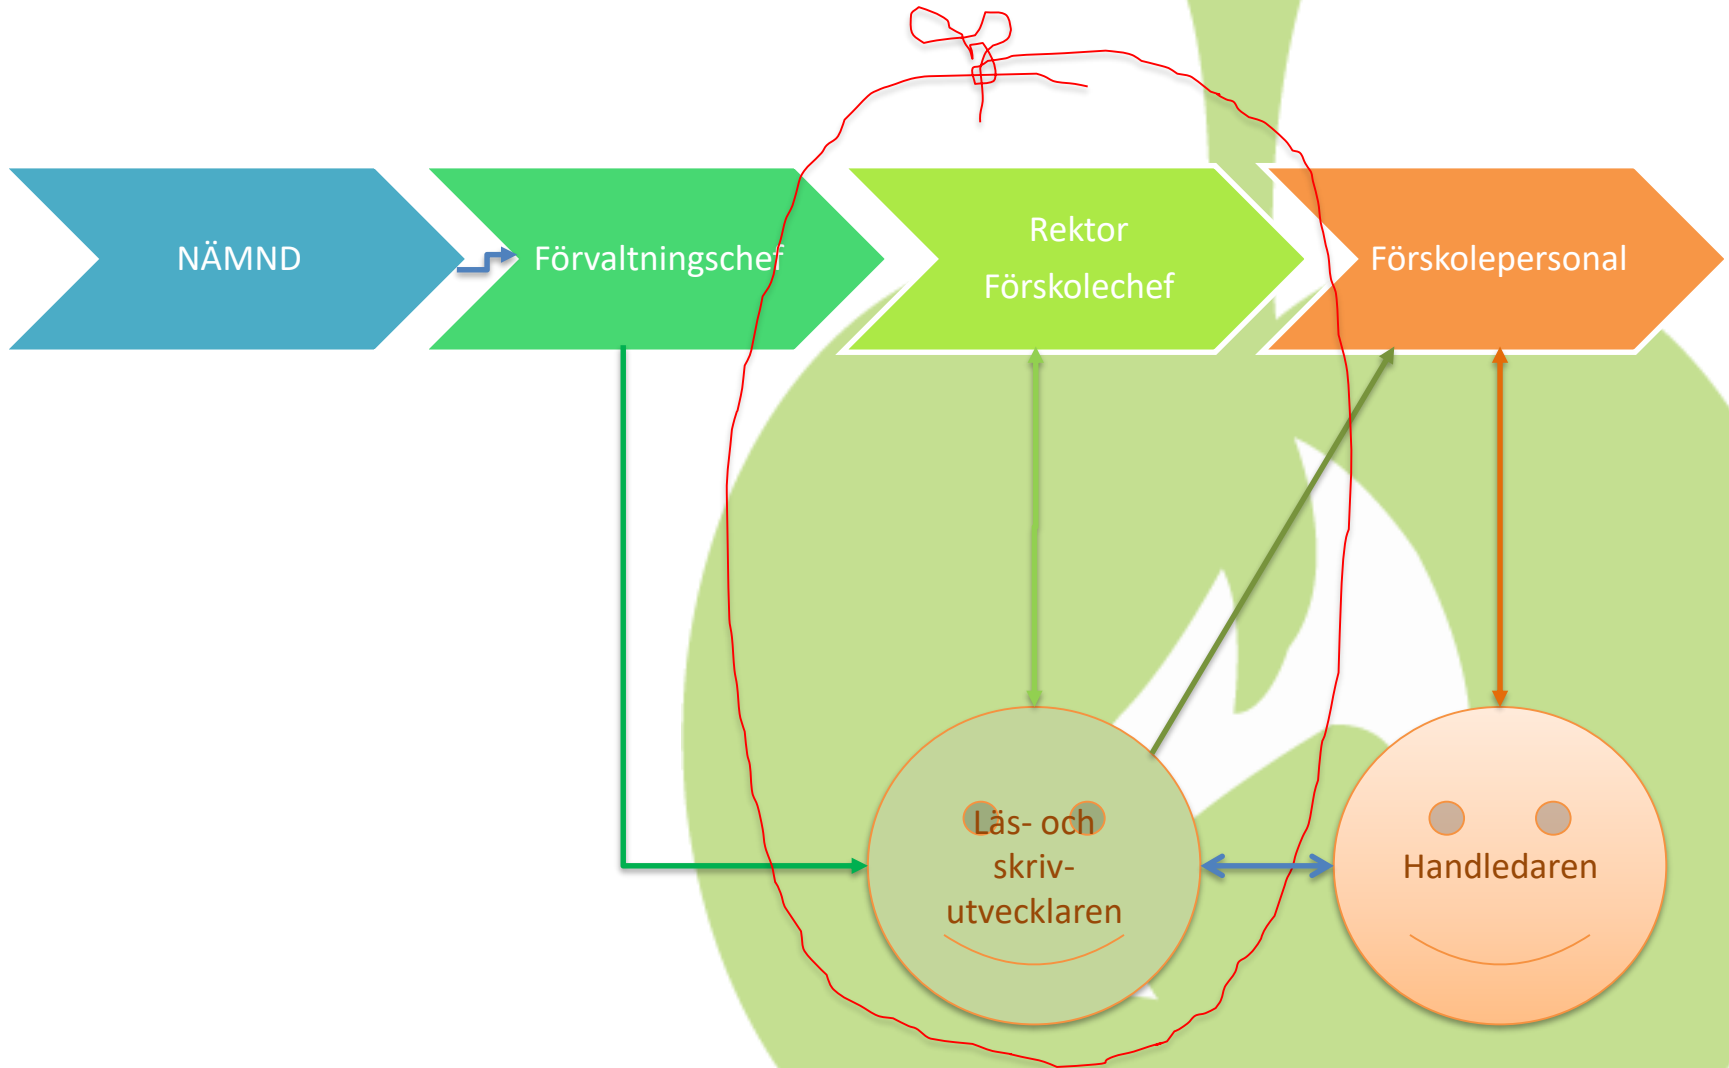 NÄMND
Förvaltningschef
Rektor
Förskolechef
Förskolepersonal
Läs- och
skriv-
utvecklaren
Handledaren